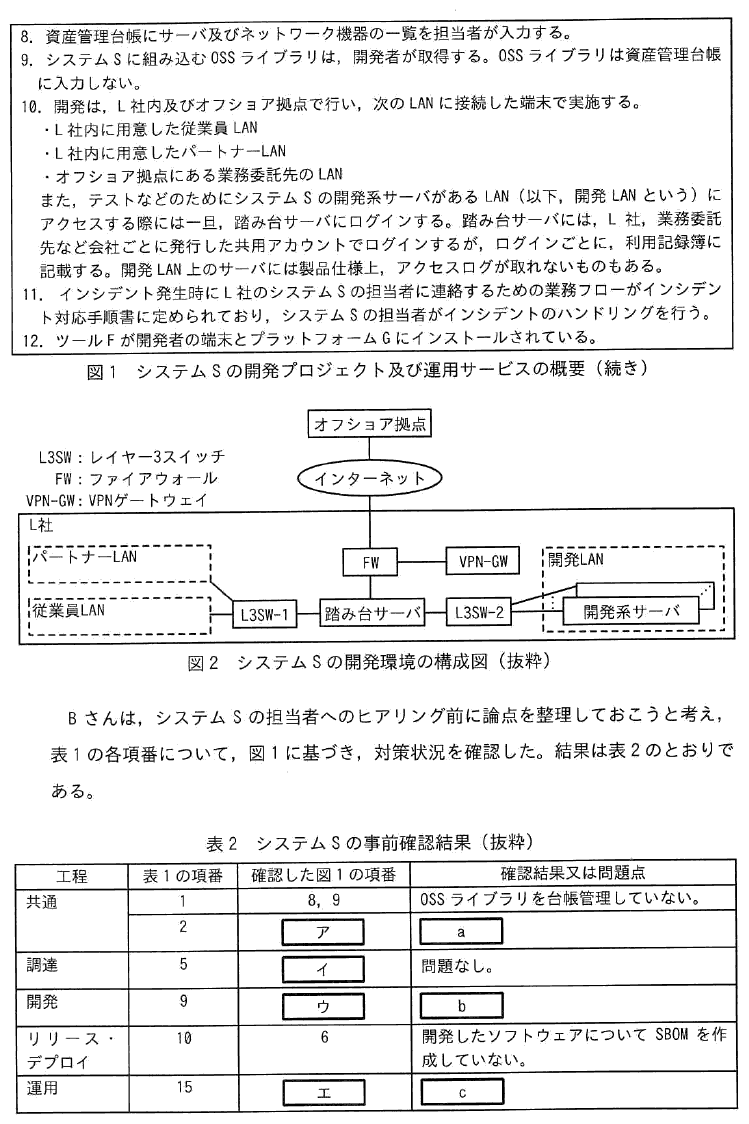 8. 資産管理台帳にサーバ及びネットワーク機器の一覧を担当者が入力する。
9. システムSに組み込むOSSライブラリは，開発者が取得する。OSSライブラリは資産管理台帳
に入力しない。
10. 開発は，L社内及びオフショア拠点で行い，次のLANに接続した端末で実施する。
・L社内に用意した従業員LAN
・L社内に用意したパートナーLAN
・オフショア拠点にある業務委託先のLAN
また，テストなどのためにシステムSの開発系サーバがあるLAN（以下，開発LANという）に
アクセスする際には一旦，踏み台サーバにログインする。踏み台サーバには，L社，業務委託
先など会社ごとに発行した共用アカウントでログインするが，ログインごとに，利用記録簿に
記載する。開発LAN上のサーバには製品仕様上，アクセスログが取れないものもある。
11. インシデント発生時にL社のシステムSの担当者に連絡するための業務フローがインシデン
ト対応手順書に定められており，システムSの担当者がインシデントのハンドリングを行う。
12. ツールFが開発者の端末とプラットフォームGにインストールされている。
図1 システムSの開発プロジェクト及び運用サービスの概要（続き）
オフショア拠点
L3SW：レイヤー3スイッチ
FW：ファイアウォール
VPN-GW：VPNゲートウェイ
インターネット
L社
パートナーLAN
FW
VPN-GW
開発LAN
従業員LAN
L3SW-1
踏み台サーバ
L3SW-2
開発系サーバ
図2 システムSの開発環境の構成図（抜粋）
Bさんは，システムSの担当者へのヒアリング前に論点を整理しておこうと考え，
表1の各項番について，図1に基づき，対策状況を確認した。結果は表2のとおりで
ある。
表2 システムSの事前確認結果（抜粋）
工程 表1の項番 確認した図1の項番 確認結果又は問題点
共通 1 8, 9 OSSライブラリを台帳管理していない。
2 ア a
調達 5 イ 問題なし。
開発 9 ウ b
リリース・ 10 6 開発したソフトウェアについてSBOMを作
デプロイ 成していない。
運用 15 エ c